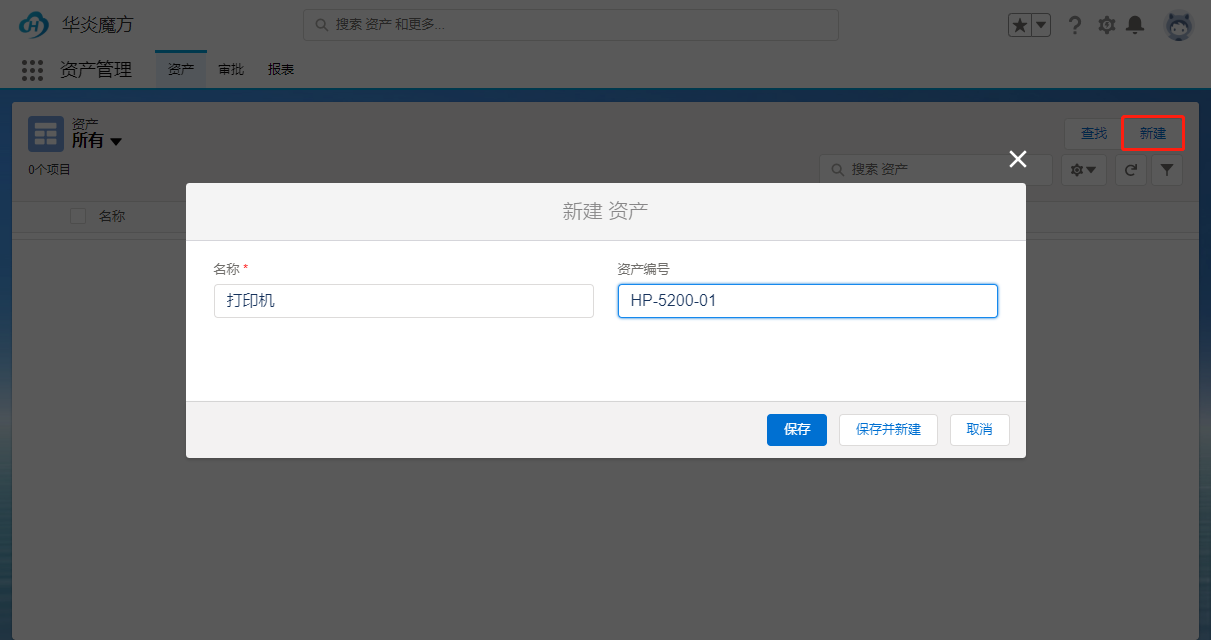 华炎魔方
搜索 资产 和更多...
资产管理
资产
审批
报表
资产
所有
0个项目
查找
新建
搜索 资产
名称
新建 资产
名称 *
资产编号
打印机
HP-5200-01
保存
保存并新建
取消